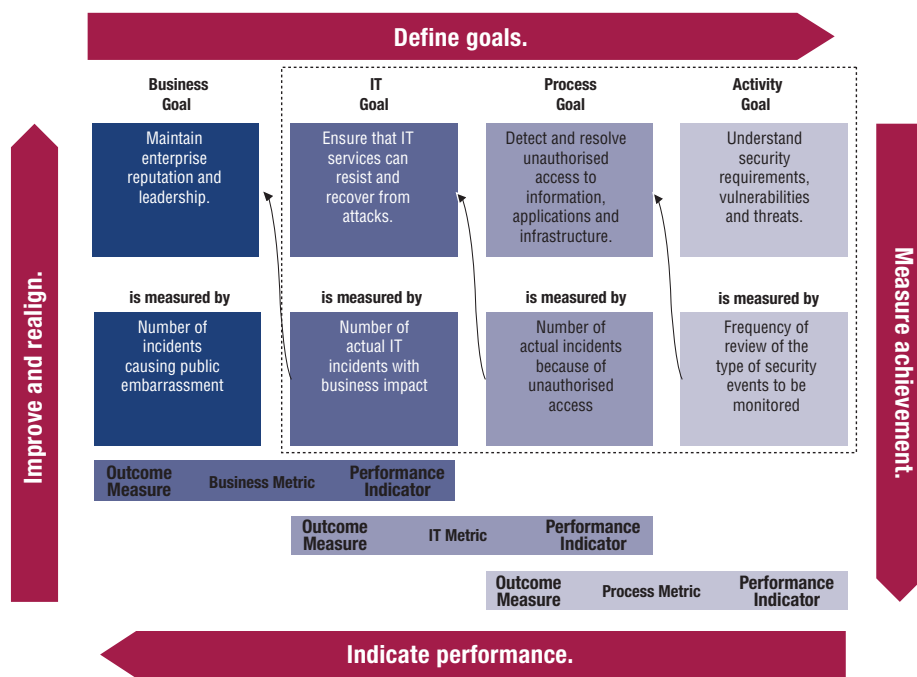 Define goals.
Business
Goal
IT
Goal
Process
Goal
Activity
Goal
Maintain
enterprise
reputation and
leadership.
Ensure that IT
services can
resist and
recover from
attacks.
Detect and resolve
unauthorised
access to
information,
applications and
infrastructure.
Understand
security
requirements,
vulnerabilities
and threats.
is measured by
is measured by
is measured by
is measured by
Number of
incidents
causing public
embarrassment
Number of
actual IT
incidents with
business impact
Number of
actual incidents
because of
unauthorised
access
Frequency of
review of the
type of security
events to be
monitored
Improve and realign.
Measure achievement.
Outcome
Measure
Business Metric
Performance
Indicator
Outcome
Measure
IT Metric
Performance
Indicator
Outcome
Measure
Process Metric
Performance
Indicator
Indicate performance.